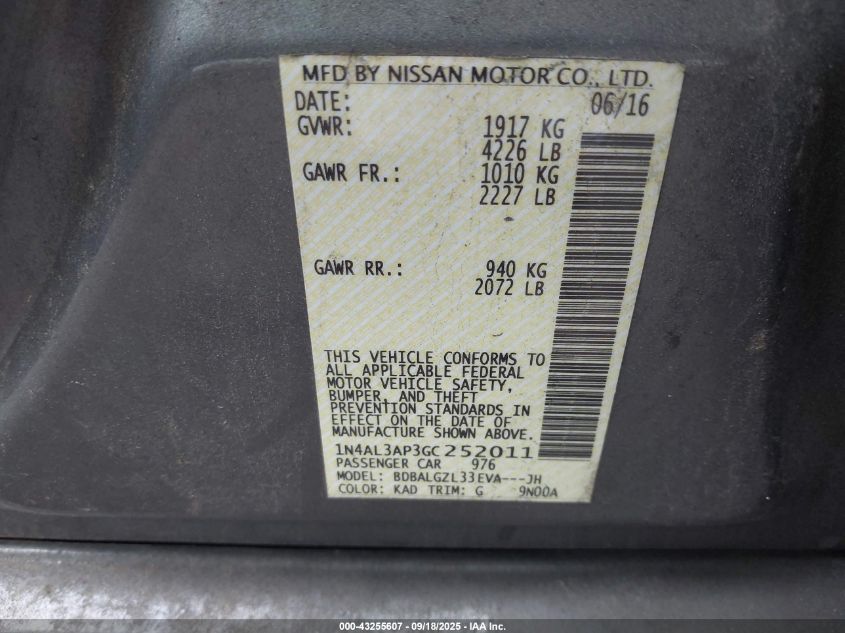 MFD BY NISSAN MOTOR CO., LTD.
DATE: 06/16
GVWR: 1917 KG
4226 LB
GAWR FR.: 1010 KG
2227 LB
GAWR RR.: 940 KG
2072 LB
THIS VEHICLE CONFORMS TO
ALL APPLICABLE FEDERAL
MOTOR VEHICLE SAFETY,
BUMPER, AND THEFT
PREVENTION STANDARDS IN
EFFECT ON THE DATE OF
MANUFACTURE SHOWN ABOVE.
1N4AL3AP3GC252011
PASSENGER CAR 976
MODEL: BDBALGZL33EVA---JH
COLOR: KAD TRIM: G 9N00A
000-43255607 - 09/18/2025 - IAA Inc.